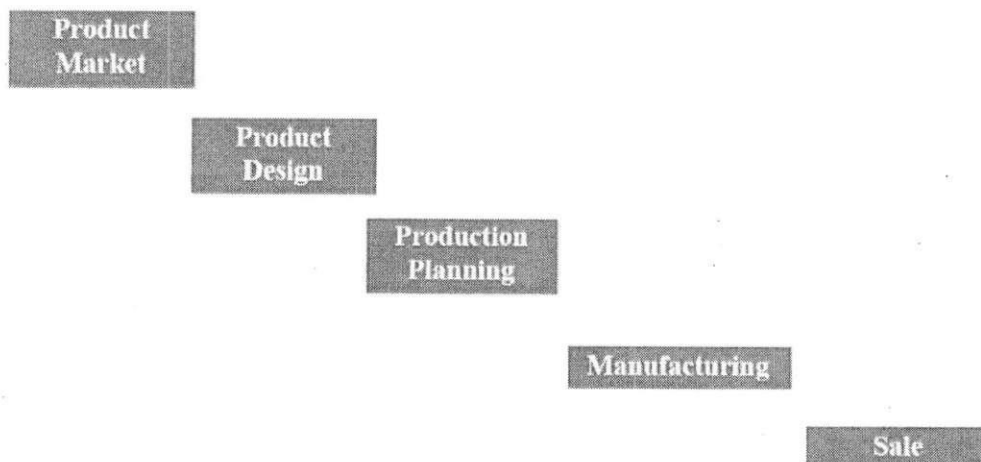 Product
Market
Product
Design
Production
Planning
Manufacturing
Sale